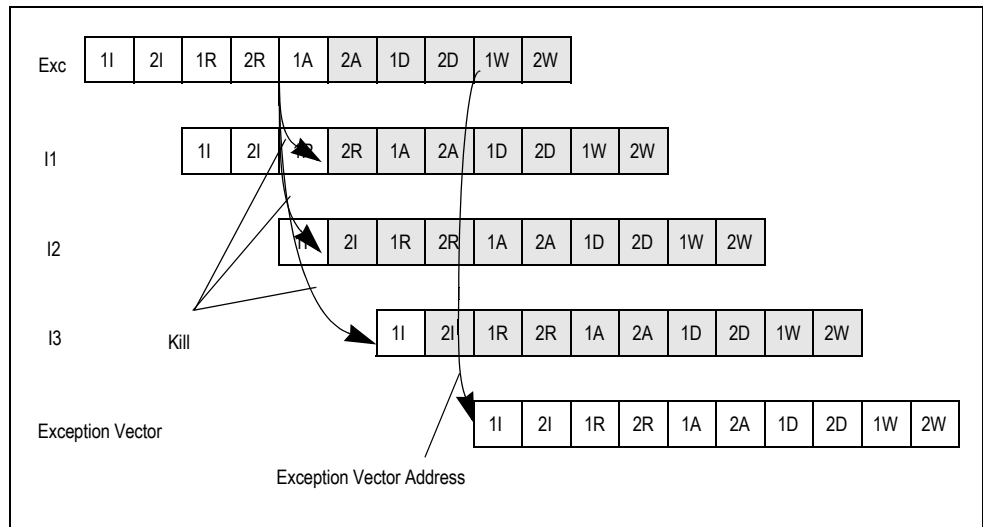 Exc 1I 2I 1R 2R 1A 2A 1D 2D 1W 2W
I1 1I 2I 1R 2R 1A 2A 1D 2D 1W 2W
I2 1I 2I 1R 2R 1A 2A 1D 2D 1W 2W
I3 1I 2I 1R 2R 1A 2A 1D 2D 1W 2W
Kill
Exception Vector 1I 2I 1R 2R 1A 2A 1D 2D 1W 2W
Exception Vector Address